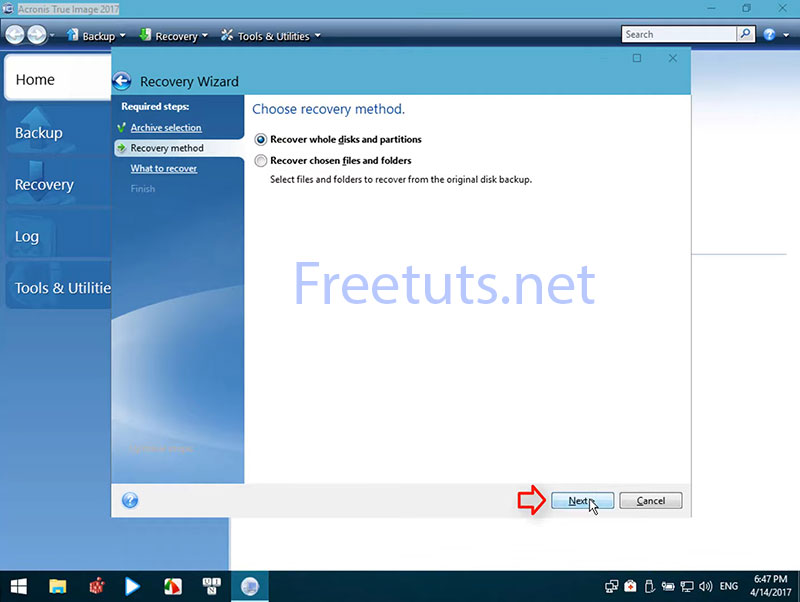 Acronis True Image 2017
Backup Recovery Tools & Utilities Search
Recovery Wizard
Home
Backup
Recovery
Log
Tools & Utilitie
Required steps:
Archive selection
Recovery method
What to recover
Finish
Choose recovery method.
Recover whole disks and partitions
Recover chosen files and folders
Select files and folders to recover from the original disk backup.
Freetuts.net
Next Cancel
ENG
6:47 PM
4/14/2017